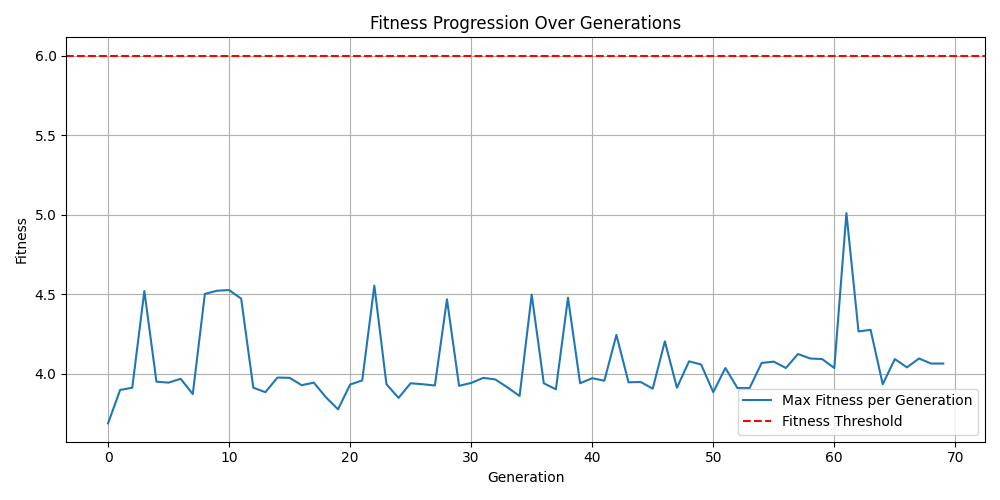 Fitness Progression Over Generations
Fitness
6.0
5.5
5.0
4.5
4.0
0 10 20 30 40 50 60 70
Generation
Max Fitness per Generation
Fitness Threshold